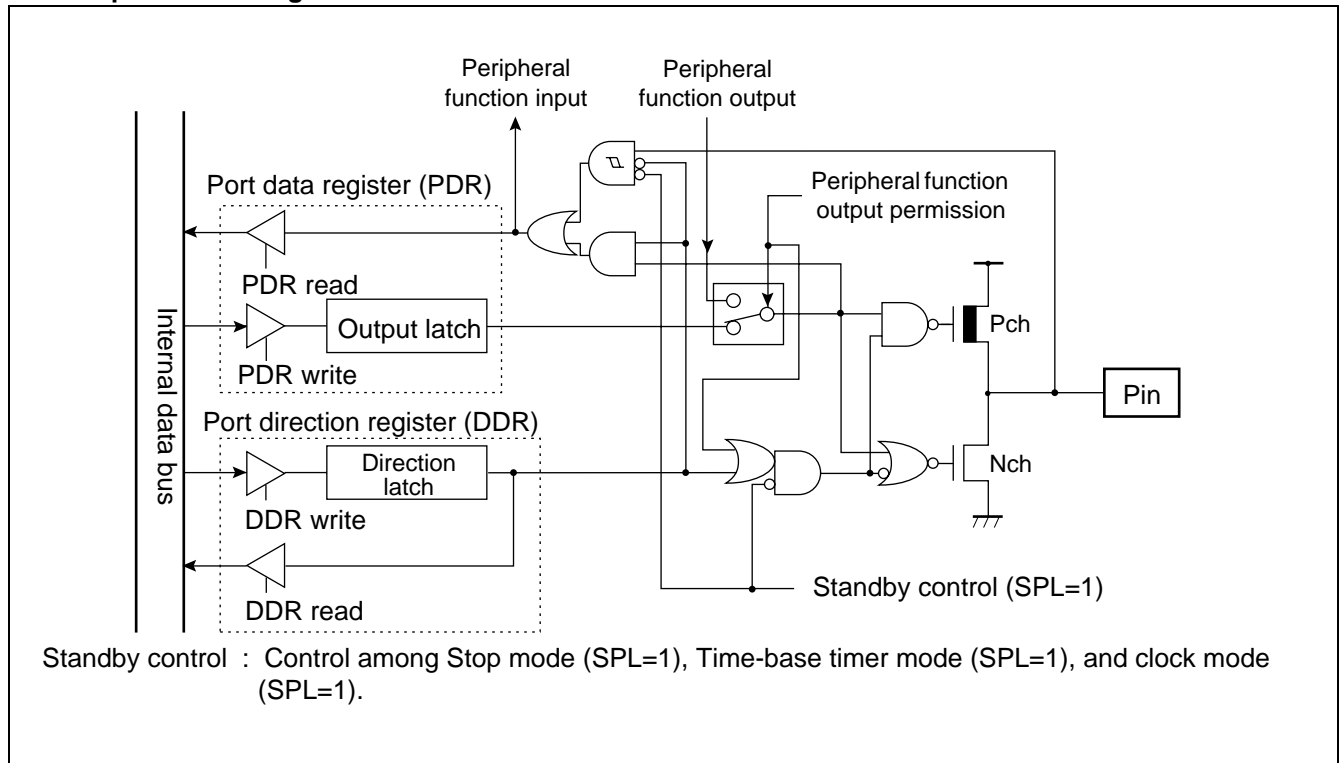 Peripheral
function input
Peripheral
function output
Port data register (PDR)
Peripheral function
output permission
PDR read
Internal data bus
Output latch
Pch
PDR write
Pin
Port direction register (DDR)
Direction
latch
Nch
DDR write
Standby control (SPL=1)
DDR read
Standby control : Control among Stop mode (SPL=1), Time-base timer mode (SPL=1), and clock mode
(SPL=1).